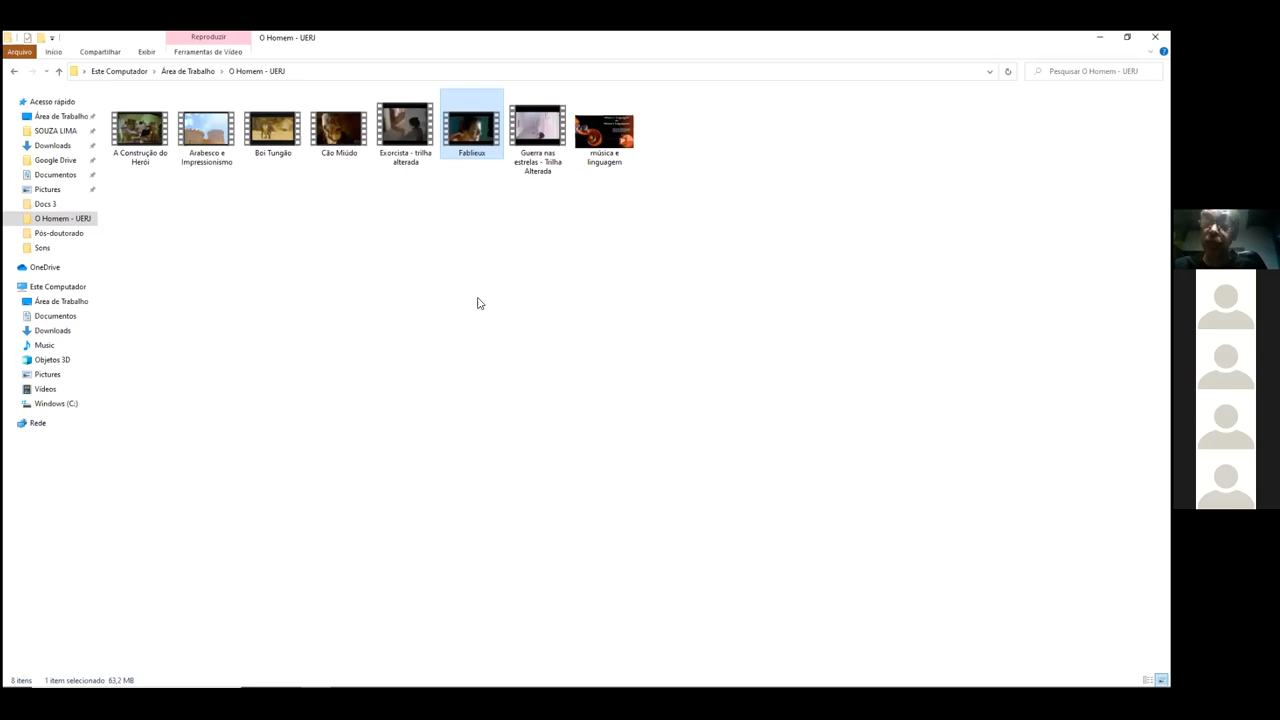 Reproduzir
O Homem - UERJ
Arquivo
Início
Compartilhar
Exibir
Ferramentas de Vídeo
Este Computador
Área de Trabalho
O Homem - UERJ
Pesquisar O Homem - UERJ
Acesso rápido
Área de Trabalho
SOUZA LIMA
Downloads
Google Drive
Documentos
Pictures
Docs 3
O Homem - UERJ
Pós-doutorado
Sons
OneDrive
Este Computador
Área de Trabalho
Documentos
Downloads
Music
Objetos 3D
Pictures
Vídeos
Windows (C:)
Rede
A Construção do
Herói
Arabesco e
Impressionismo
Boi Tungão
Cão Miúdo
Exorcista - trilha
alterada
Fablieux
Guerra nas
estrelas - Trilha
Alterada
música e
linguagem
8 itens
1 item selecionado 63,2 MB